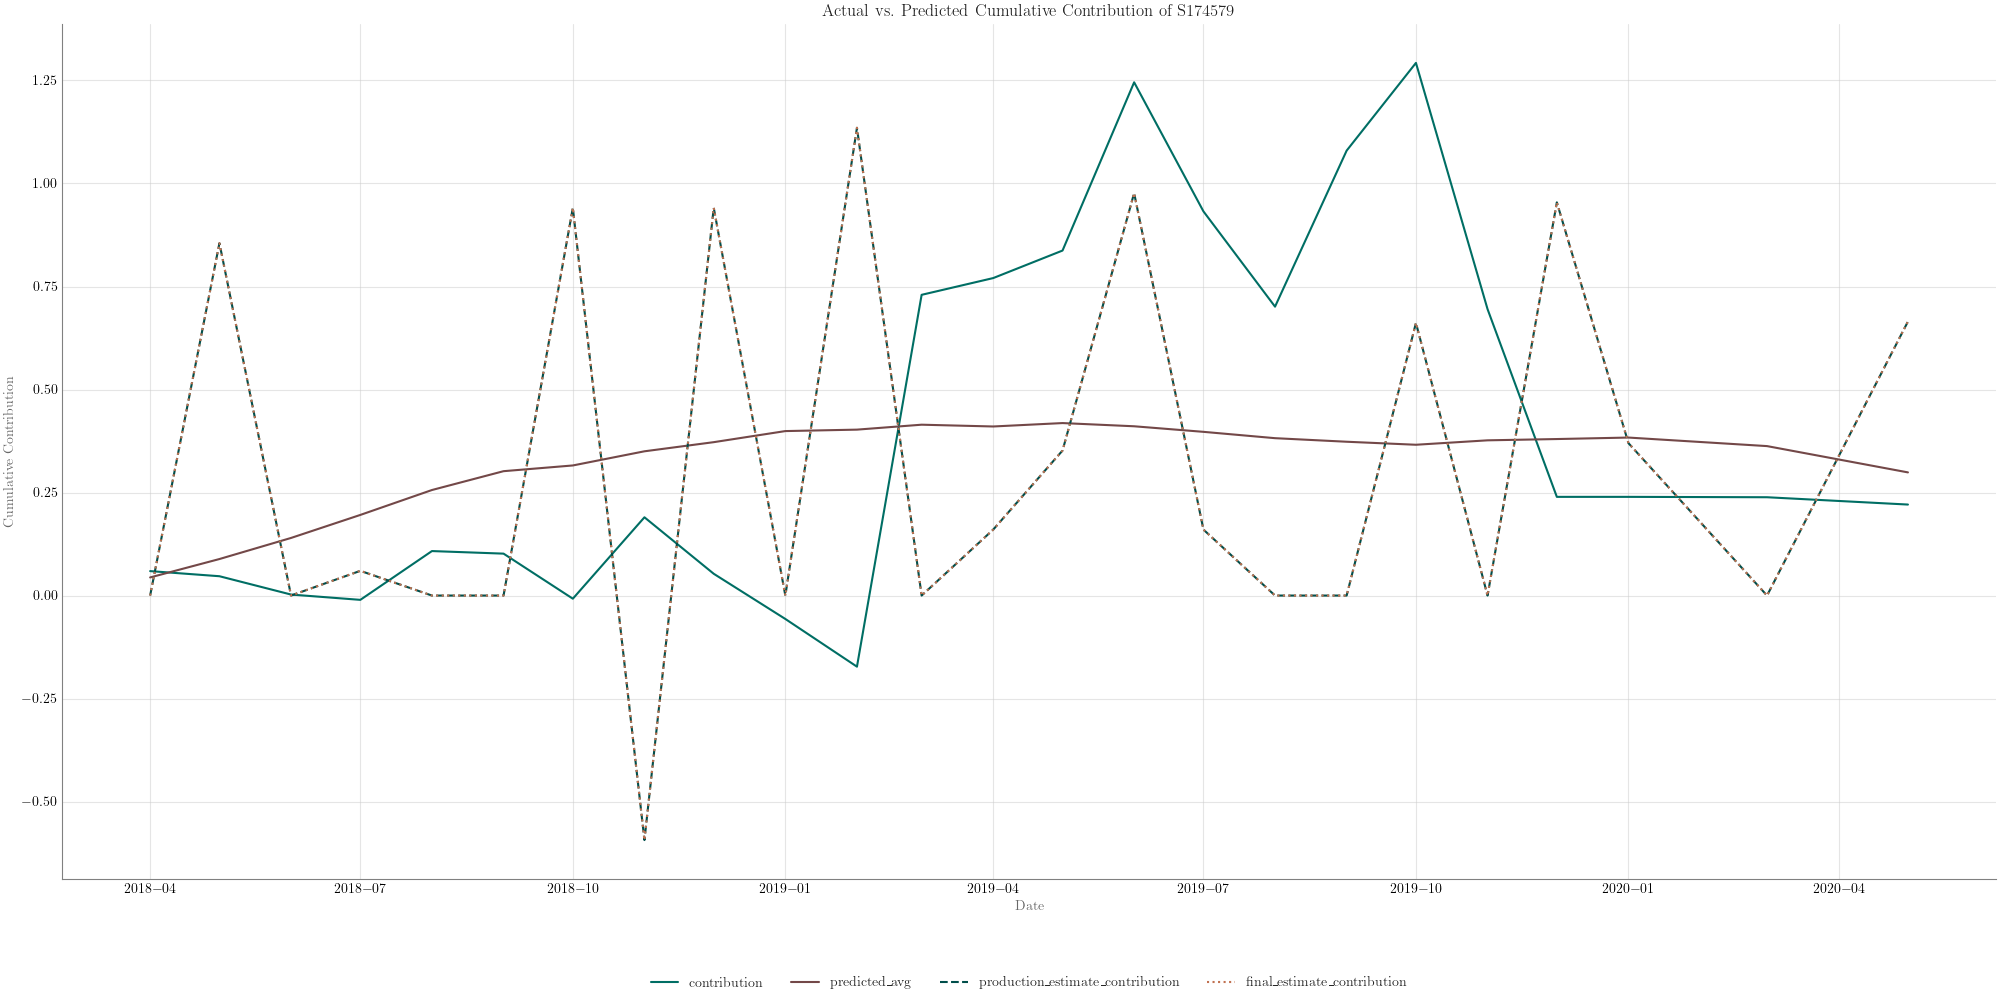 Actual vs. Predicted Cumulative Contribution of S174579
Cumulative Contribution
1.25
1.00
0.75
0.50
0.25
0.00
−0.25
−0.50
2018−04 2018−07 2018−10 2019−01 2019−04 2019−07 2019−10 2020−01 2020−04
Date
contribution predicted_avg production_estimate_contribution final_estimate_contribution